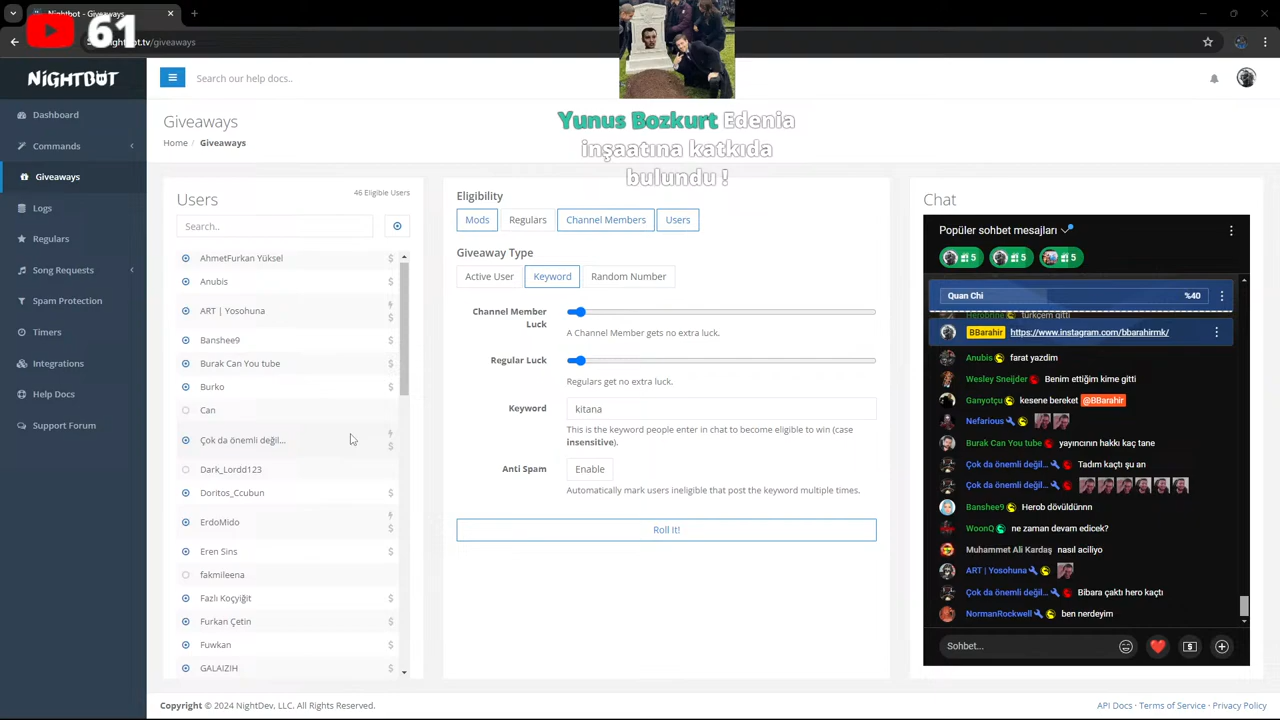 Nightbot - Giveaways
61
nightbot.tv/giveaways
NIGHTBOT
Search our help docs..
Dashboard
Commands
Giveaways
Logs
Regulars
Song Requests
Spam Protection
Timers
Integrations
Help Docs
Support Forum
Giveaways
Home / Giveaways
Yunus Bozkurt Edenia
inşaatına katkıda
bulundu !
Users
46 Eligible Users
Search..
AhmetFurkan Yüksel
Anubis
ART | Yosohuna
Banshee9
Burak Can You tube
Burko
Can
Çok da önemli değil...
Dark_Lordd123
Doritos_Ccubun
ErdoMido
Eren Sins
fakmileena
Fazlı Koçyiğit
Furkan Çetin
Fuwkan
GALAIZIH
Eligibility
Mods Regulars Channel Members Users
Giveaway Type
Active User Keyword Random Number
Channel Member
Luck
A Channel Member gets no extra luck.
Regular Luck
Regulars get no extra luck.
Keyword
kitana
This is the keyword people enter in chat to become eligible to win (case
insensitive).
Anti Spam
Enable
Automatically mark users ineligible that post the keyword multiple times.
Roll It!
Chat
Popüler sohbet mesajları
5 5 5
Quan Chi %40
Herobrine türkçem gitti
BBarahir https://www.instagram.com/bbarahirmk/
Anubis farat yazdim
Wesley Sneijder Benim ettiğim kime gitti
Ganyotçu kesene bereket @BBarahir
Nefarious
Burak Can You tube yayıncının hakkı kaç tane
Çok da önemli değil... Tadım kaçtı şu an
Çok da önemli değil...
Banshee9 Herob dövüldünnn
WoonQ ne zaman devam edicek?
Muhammet Ali Kardaş nasil aciliyo
ART | Yosohuna
Çok da önemli değil... Bibara çaktı hero kaçtı
NormanRockwell ben nerdeyim
Sohbet...
Copyright © 2024 NightDev, LLC. All Rights Reserved.
API Docs · Terms of Service · Privacy Policy